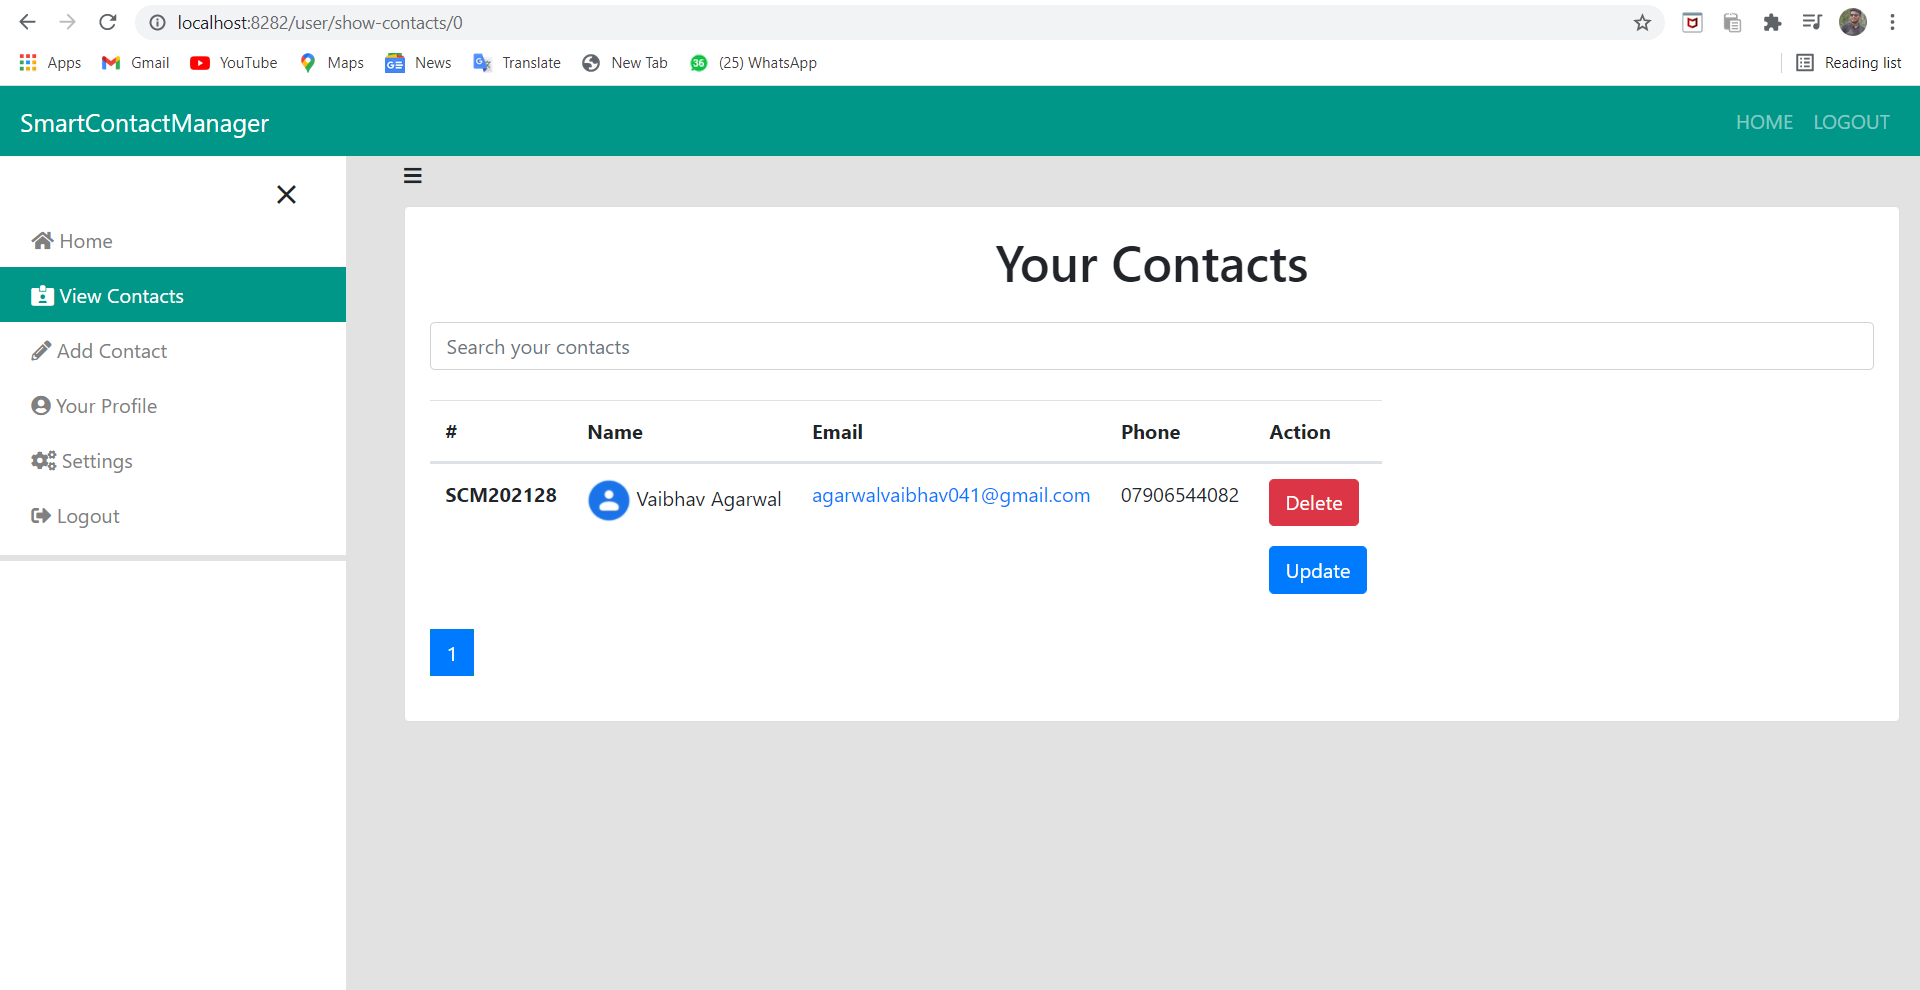 localhost:8282/user/show-contacts/0
Apps Gmail YouTube Maps News Translate New Tab 36 (25) WhatsApp Reading list
SmartContactManager HOME LOGOUT
Home
View Contacts
Add Contact
Your Profile
Settings
Logout
Your Contacts
Search your contacts
# Name Email Phone Action
SCM202128 Vaibhav Agarwal agarwalvaibhav041@gmail.com 07906544082 Delete
Update
1